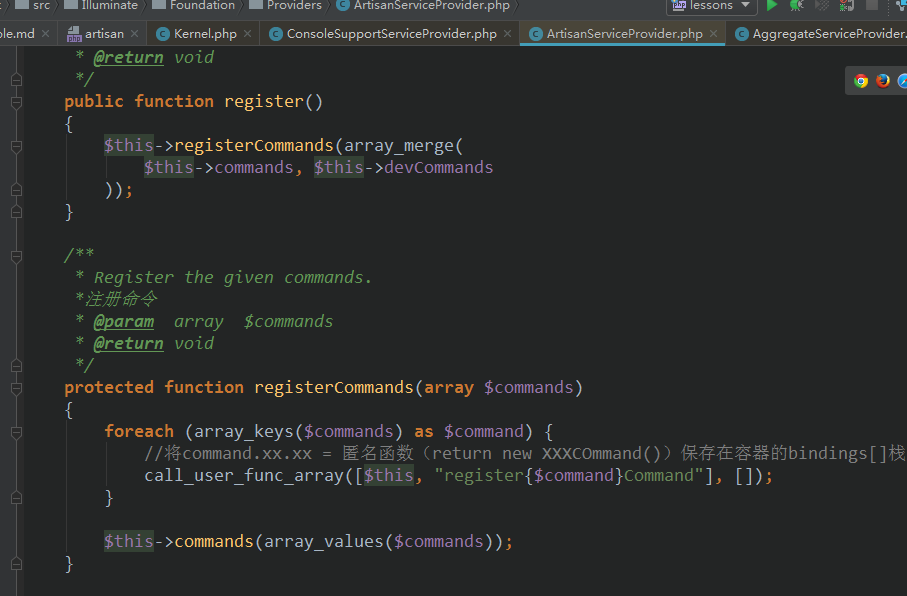 src Illuminate Foundation Providers ArtisanServiceProvider.php lessons
ole.md artisan Kernel.php ConsoleSupportServiceProvider.php ArtisanServiceProvider.php AggregateServiceProvider.
* @return void
*/
public function register()
{
$this->registerCommands(array_merge(
$this->commands, $this->devCommands
));
}
/**
* Register the given commands.
*注册命令
* @param  array  $commands
* @return void
*/
protected function registerCommands(array $commands)
{
foreach (array_keys($commands) as $command) {
//将command.xx.xx = 匿名函数（return new XXXCOmmand()）保存在容器的bindings[]栈
call_user_func_array([$this, "register{$command}Command"], []);
}
$this->commands(array_values($commands));
}